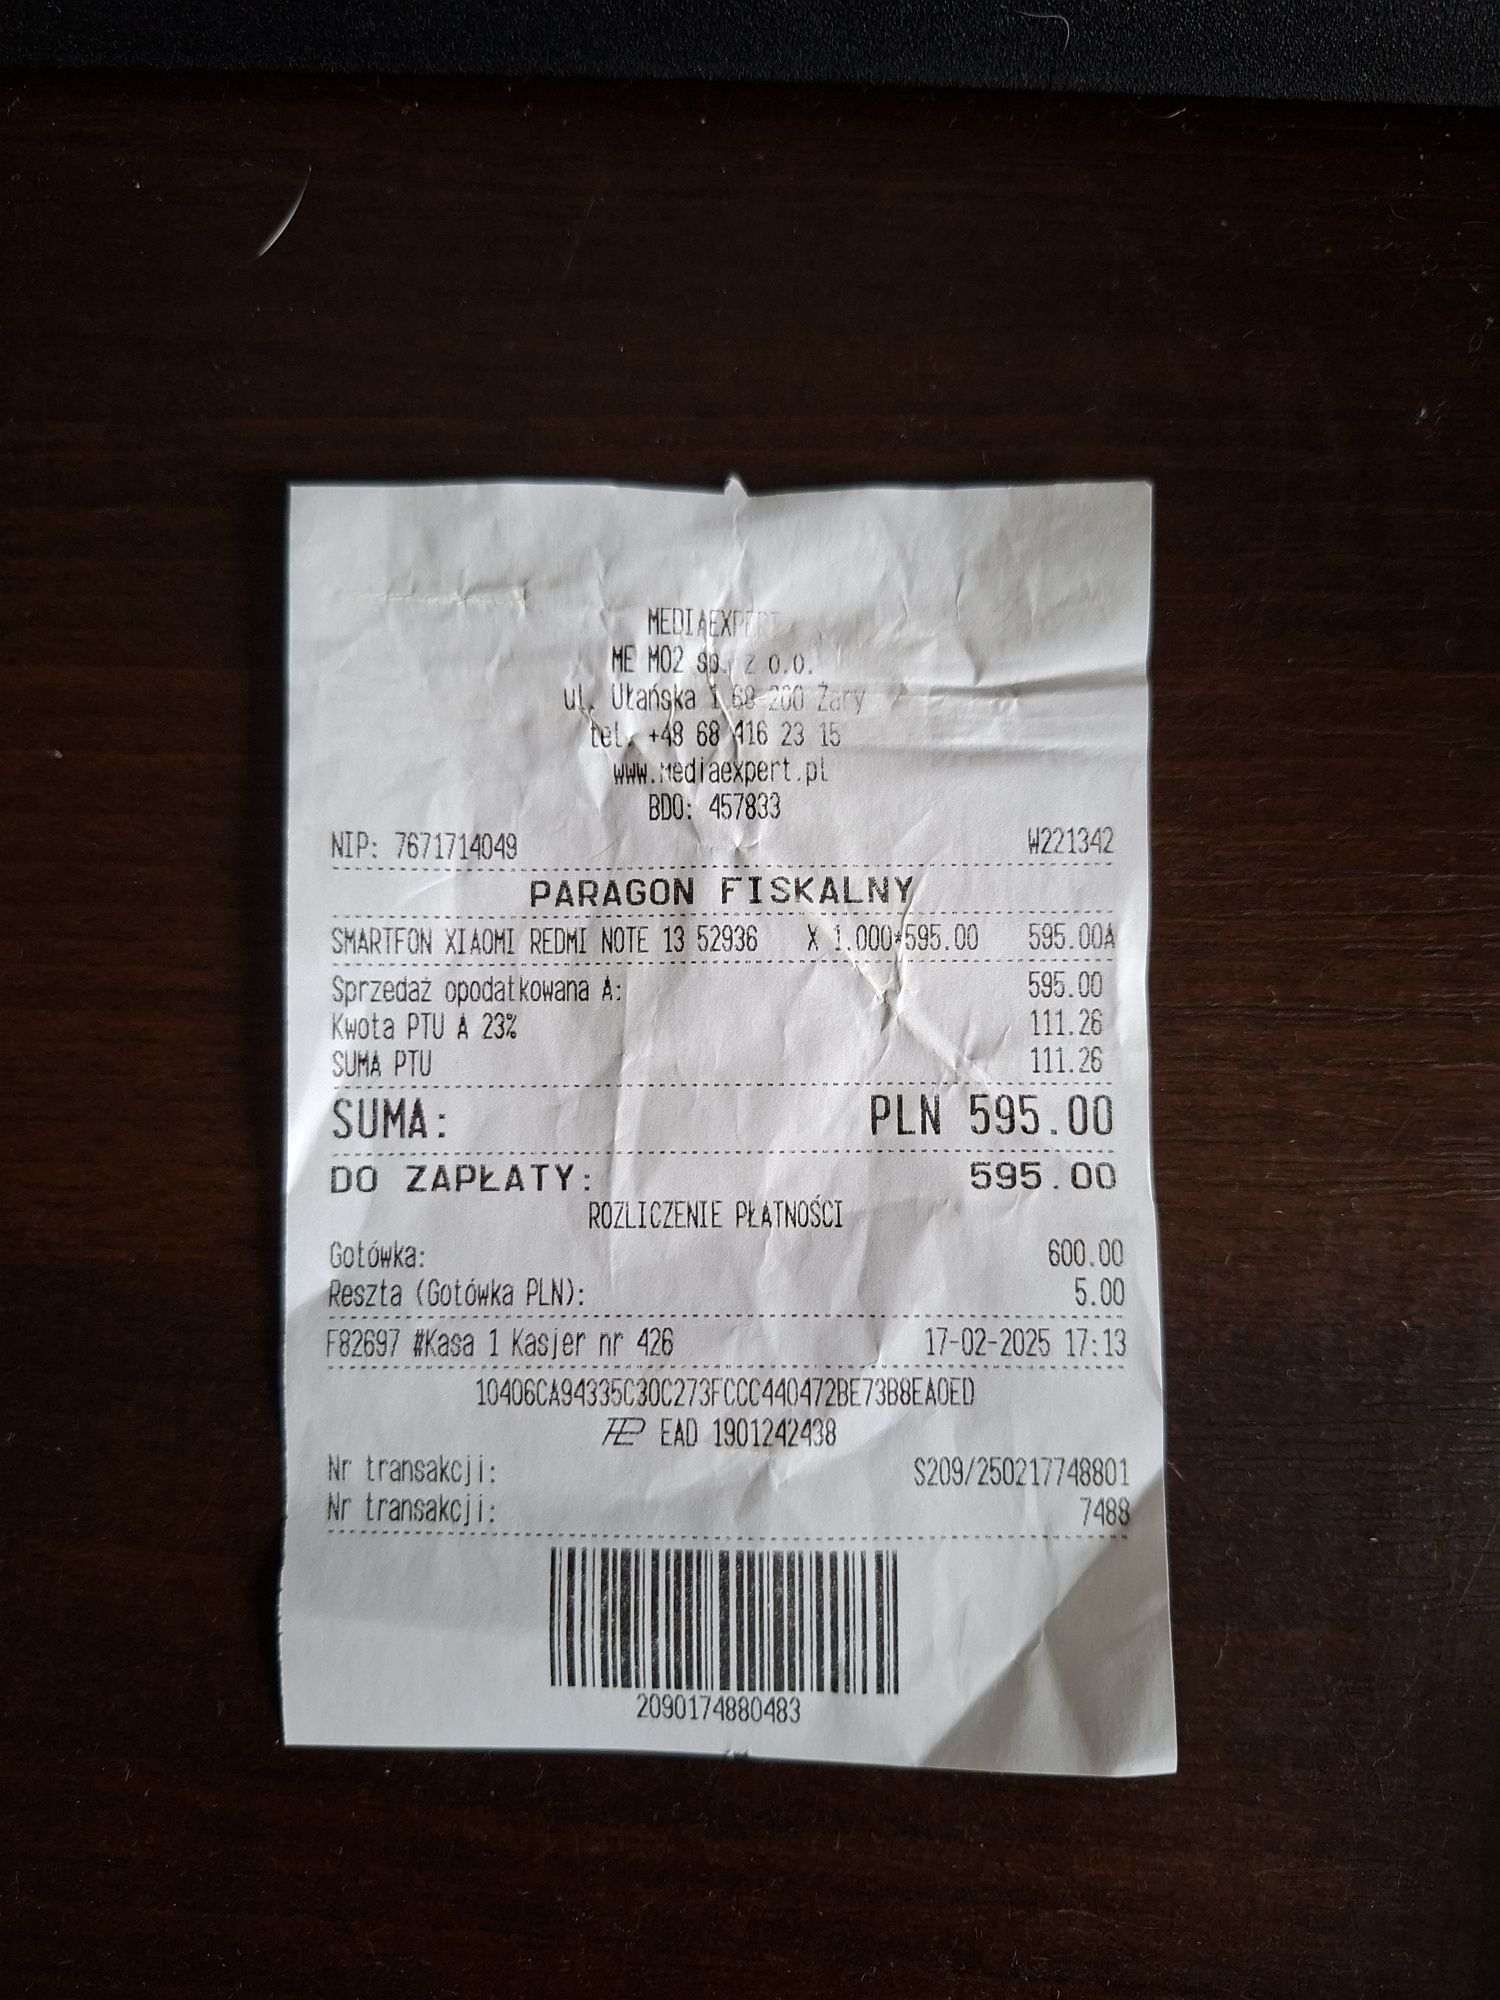 MEDIAEXPERT
ME M02 sp. z o.o.
ul. Ułańska 1 68-200 Żary
tel. +48 68 416 23 15
www.mediaexpert.pl
BDO: 457833
NIP: 7671714049 W221342
PARAGON FISKALNY
SMARTFON XIAOMI REDMI NOTE 13 52936 X 1.000*595.00 595.00A
Sprzedaż opodatkowana A: 595.00
Kwota PTU A 23% 111.26
SUMA PTU 111.26
SUMA: PLN 595.00
DO ZAPŁATY: 595.00
ROZLICZENIE PŁATNOŚCI
Gotówka: 600.00
Reszta (Gotówka PLN): 5.00
F82697 #Kasa 1 Kasjer nr 426 17-02-2025 17:13
10406CA94335C30C273FCCC440472BE73B8EA0ED
EAD 1901242438
Nr transakcji: S209/250217748801
Nr transakcji: 7488
2090174880483